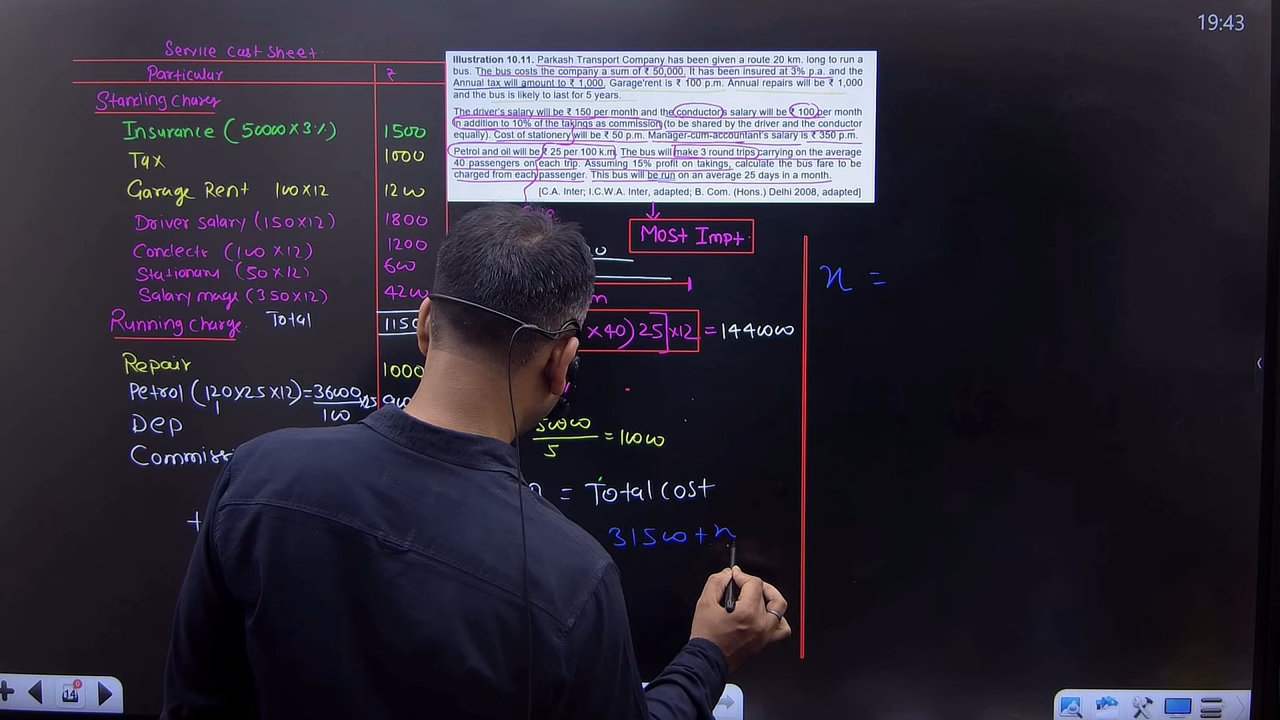 19:43
Service Cost Sheet
Particular ₹
Standing Charges
Insurance (50000×3%) 1500
Tax 1000
Garage Rent 100×12 1200
Driver salary (150×12) 1800
Conductr (100×12) 1200
Stationary (50×12) 600
Salary mage (350×12) 4200
Running charge Total 1150
Repair 1000
Petrol (120×25×12)=36000/100 ×25
Dep
Commiss
+
Illustration 10.11. Parkash Transport Company has been given a route 20 km. long to run a
bus. The bus costs the company a sum of ₹ 50,000. It has been insured at 3% p.a. and the
Annual tax will amount to ₹ 1,000. Garage'rent is ₹ 100 p.m. Annual repairs will be ₹ 1,000
and the bus is likely to last for 5 years.
The driver's salary will be ₹ 150 per month and the conductor's salary will be ₹ 100 per month
in addition to 10% of the takings as commission (to be shared by the driver and the conductor
equally). Cost of stationery will be ₹ 50 p.m. Manager-cum-accountant's salary is ₹ 350 p.m.
Petrol and oil will be ₹ 25 per 100 k.m. The bus will make 3 round trips carrying on the average
40 passengers on each trip. Assuming 15% profit on takings, calculate the bus fare to be
charged from each passenger. This bus will be run on an average 25 days in a month.
[C.A. Inter; I.C.W.A. Inter, adapted; B. Com. (Hons.) Delhi 2008, adapted]
Most Impt.
0
m
×40) 25]×12 = 144000
50000/5 = 10000
= Total Cost
31500+x
x =
14